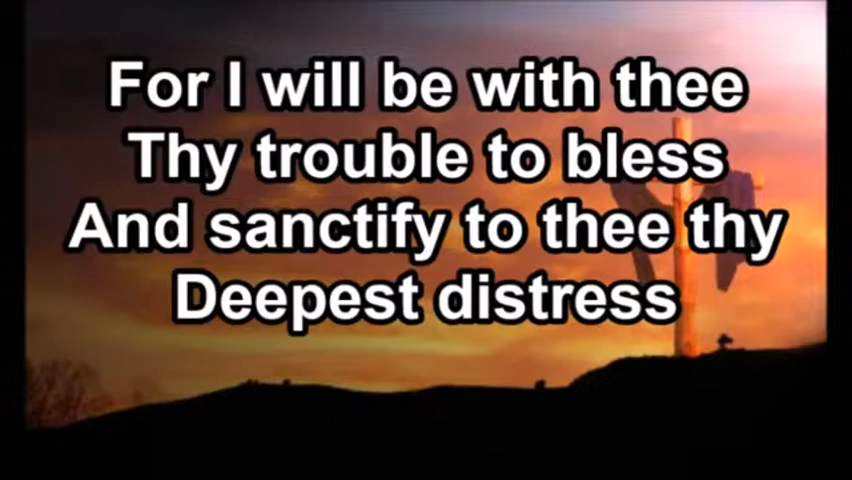 For I will be with thee
Thy trouble to bless
And sanctify to thee thy
Deepest distress